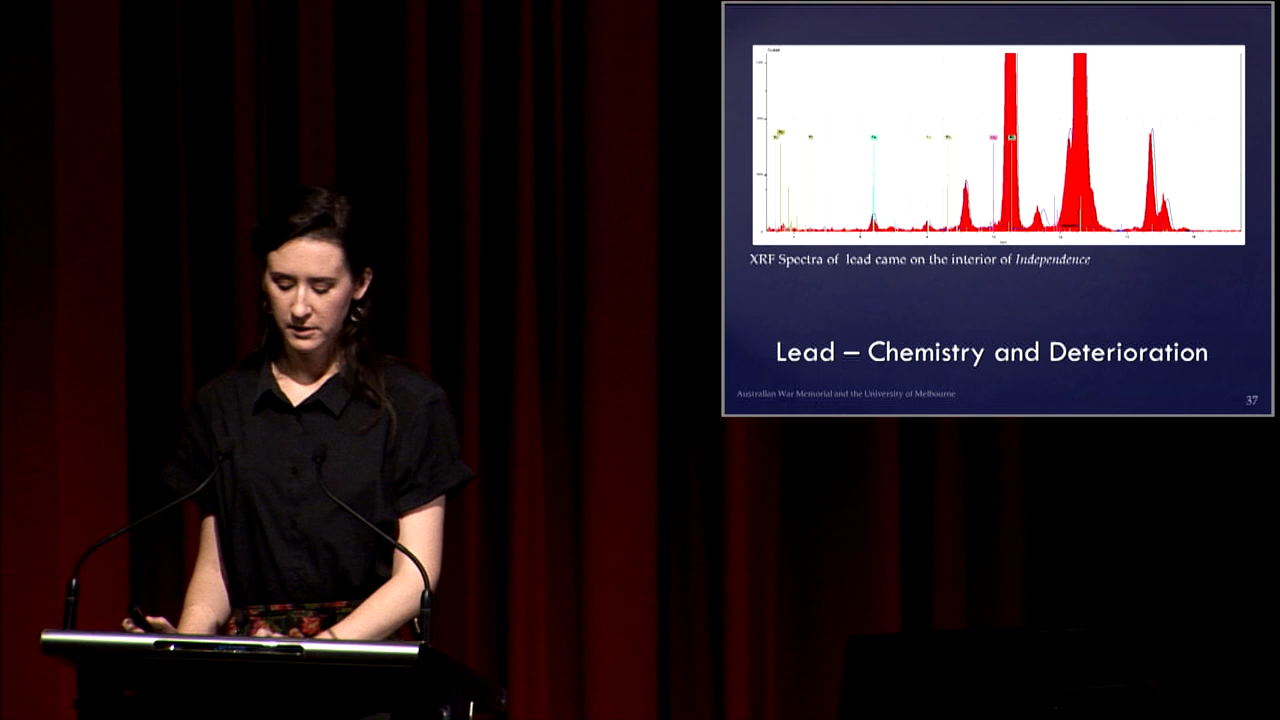 XRF Spectra of lead came on the interior of Independence
Lead – Chemistry and Deterioration
Australian War Memorial and the University of Melbourne
37